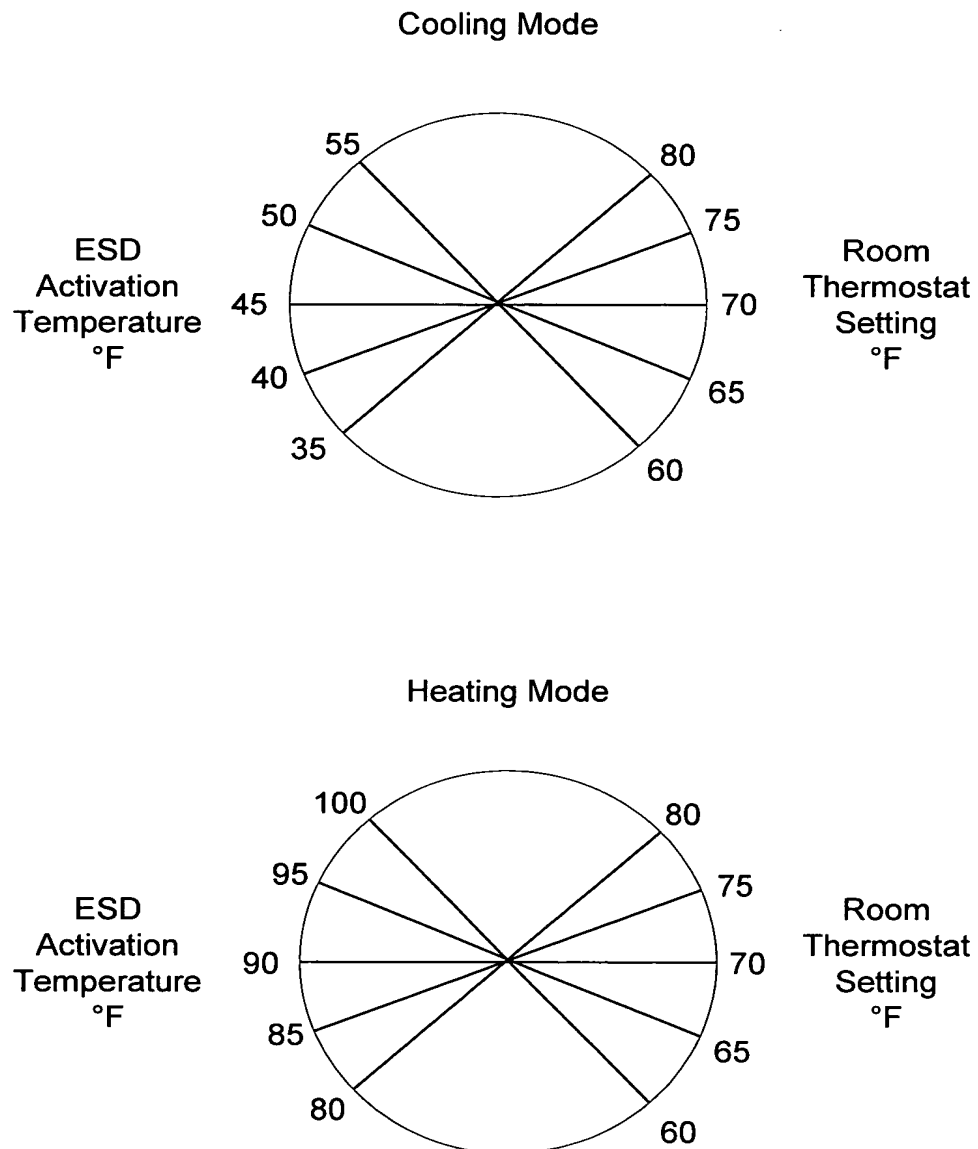 Cooling Mode
55
80
50
75
ESD
Activation
Temperature
°F
45
70
Room
Thermostat
Setting
°F
40
65
35
60
Heating Mode
100
80
95
75
ESD
Activation
Temperature
°F
90
70
Room
Thermostat
Setting
°F
85
65
80
60